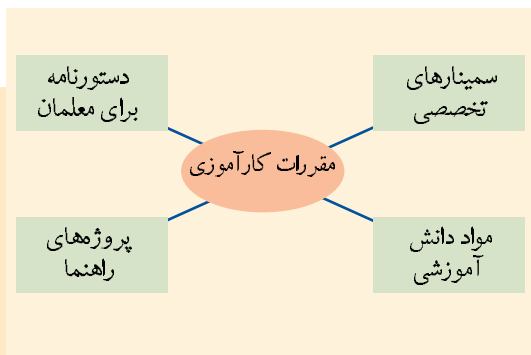 سمینارهای
تخصصی
دستورنامه
برای معلمان
مقررات کارآموزی
مواد دانش
آموزشی
پروژه‌های
راهنما